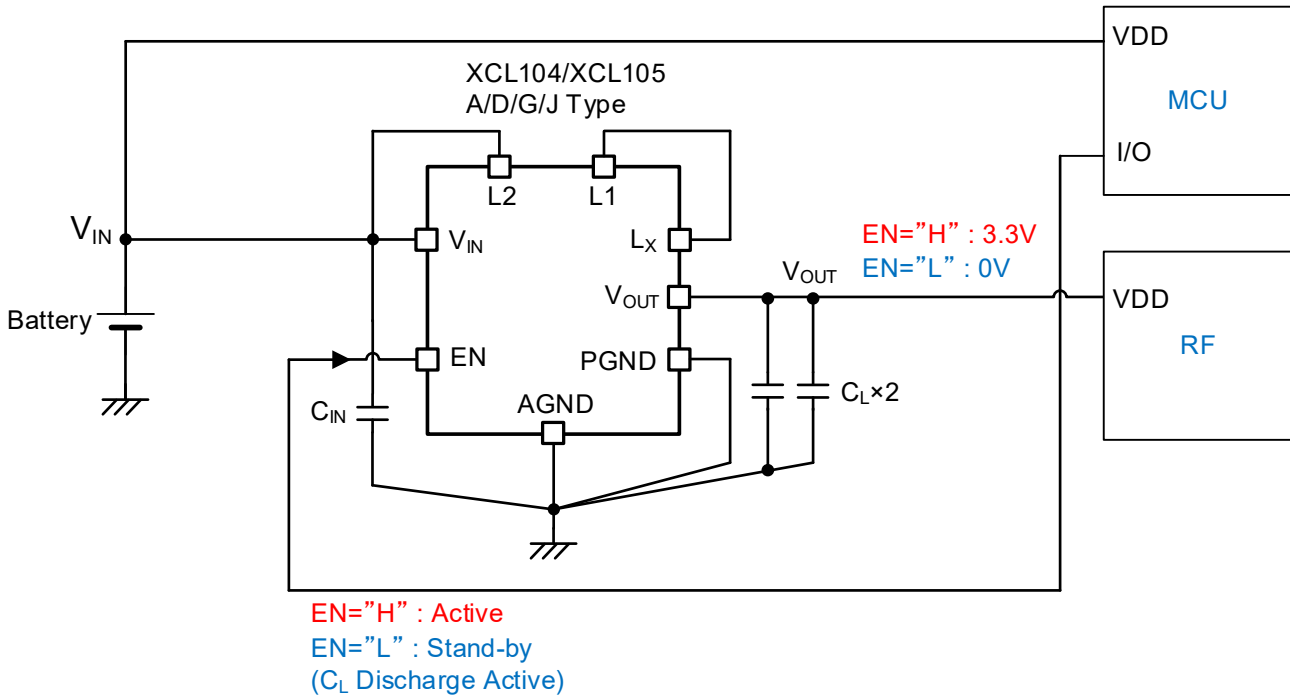 VDD
MCU
I/O
XCL104/XCL105
A/D/G/J Type
L2
L1
VIN
VIN
LX
EN="H" : 3.3V
EN="L" : 0V
VOUT
VOUT
VDD
RF
Battery
EN
PGND
CIN
AGND
CL×2
EN="H" : Active
EN="L" : Stand-by
(CL Discharge Active)